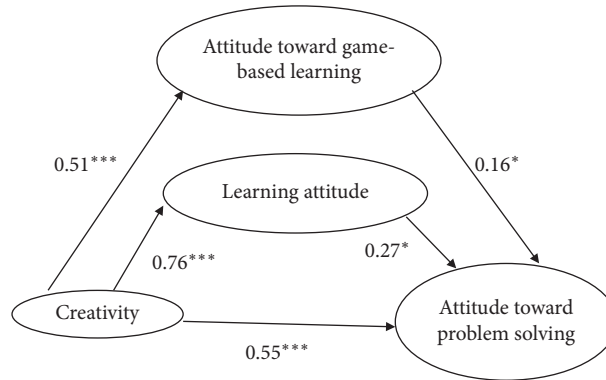 Attitude toward game-
based learning
0.51***
0.16*
Learning attitude
0.76***
0.27*
Creativity
Attitude toward
problem solving
0.55***